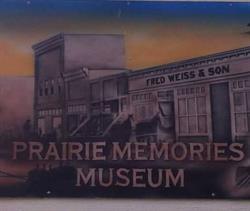 FRED WEISS & SON
PRAIRIE MEMORIES
MUSEUM